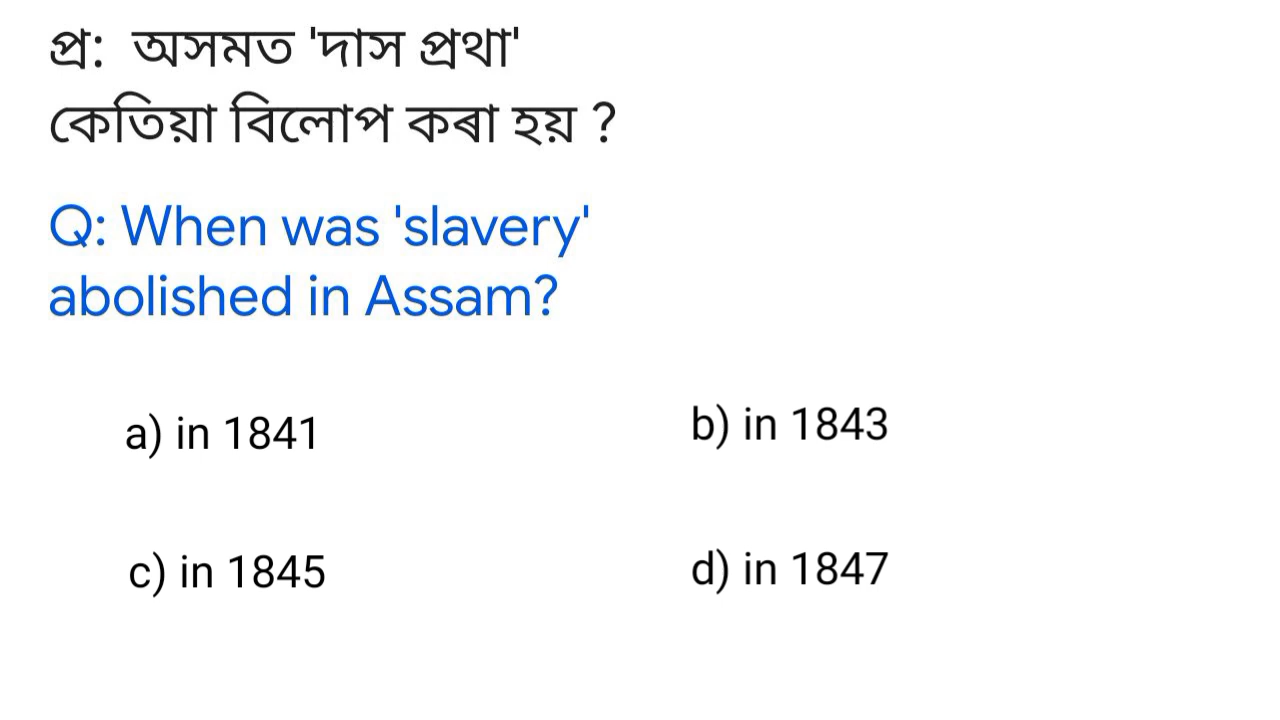 প্ৰ: অসমত 'দাস প্ৰথা'
কেতিয়া বিলোপ কৰা হয় ?
Q: When was 'slavery'
abolished in Assam?
a) in 1841
b) in 1843
c) in 1845
d) in 1847